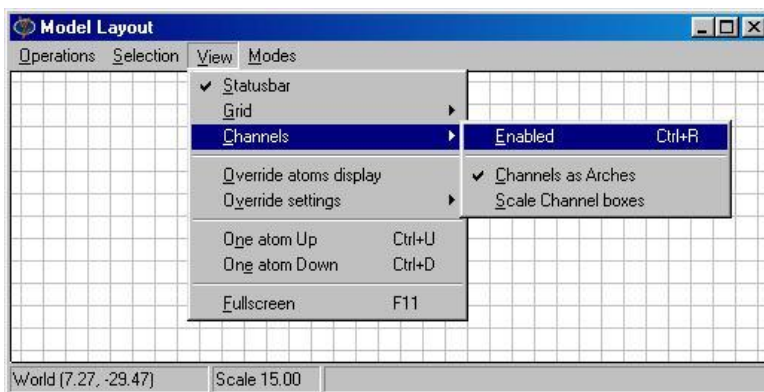 Model Layout
Operations Selection View Modes
Statusbar
Grid
Channels
Override atoms display
Override settings
One atom Up Ctrl+U
One atom Down Ctrl+D
Fullscreen F11
Enabled Ctrl+R
Channels as Arches
Scale Channel boxes
World (7.27, -29.47) Scale 15.00